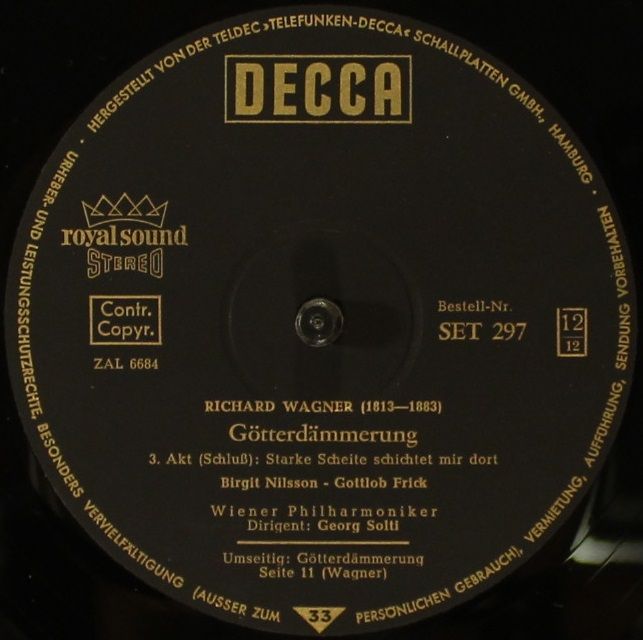 · HERGESTELLT VON DER TELDEC »TELEFUNKEN-DECCA« SCHALLPLATTEN GMBH., HAMBURG ·
URHEBER- UND LEISTUNGSSCHUTZRECHTE, BESONDERS VERVIELFÄLTIGUNG (AUSSER ZUM PERSÖNLICHEN GEBRAUCH), VERMIETUNG, AUFFÜHRUNG, SENDUNG VORBEHALTEN
DECCA
royal sound
STEREO
Contr.
Copyr.
ZAL 6684
Bestell-Nr.
SET 297
12
12
RICHARD WAGNER (1813—1883)
Götterdämmerung
3. Akt (Schluß): Starke Scheite schichtet mir dort
Birgit Nilsson - Gottlob Frick
Wiener Philharmoniker
Dirigent: Georg Solti
Umseitig: Götterdämmerung
Seite 11 (Wagner)
33